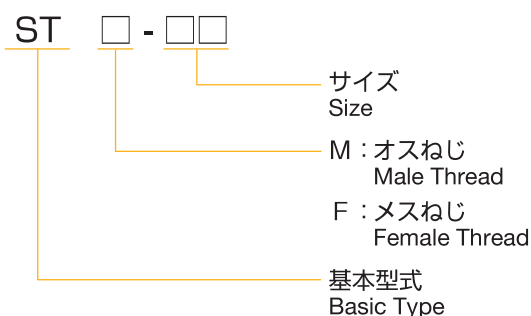 ST □ - □□
サイズ
Size
M：オスねじ
Male Thread
F：メスねじ
Female Thread
基本型式
Basic Type